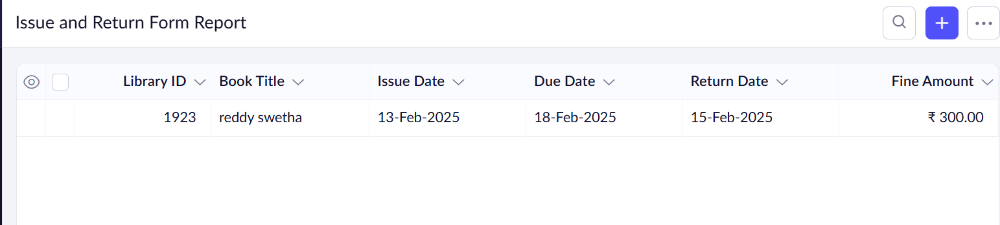 Issue and Return Form Report
Library ID Book Title Issue Date Due Date Return Date Fine Amount
1923 reddy swetha 13-Feb-2025 18-Feb-2025 15-Feb-2025 ₹ 300.00